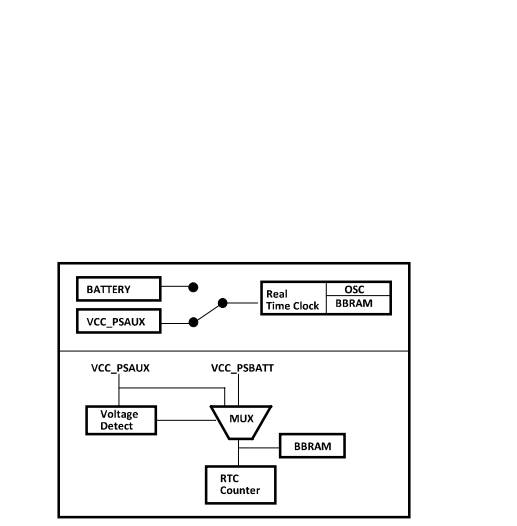 BATTERY
VCC_PSAUX
Real
Time Clock
OSC
BBRAM
VCC_PSAUX
VCC_PSBATT
Voltage
Detect
MUX
BBRAM
RTC
Counter